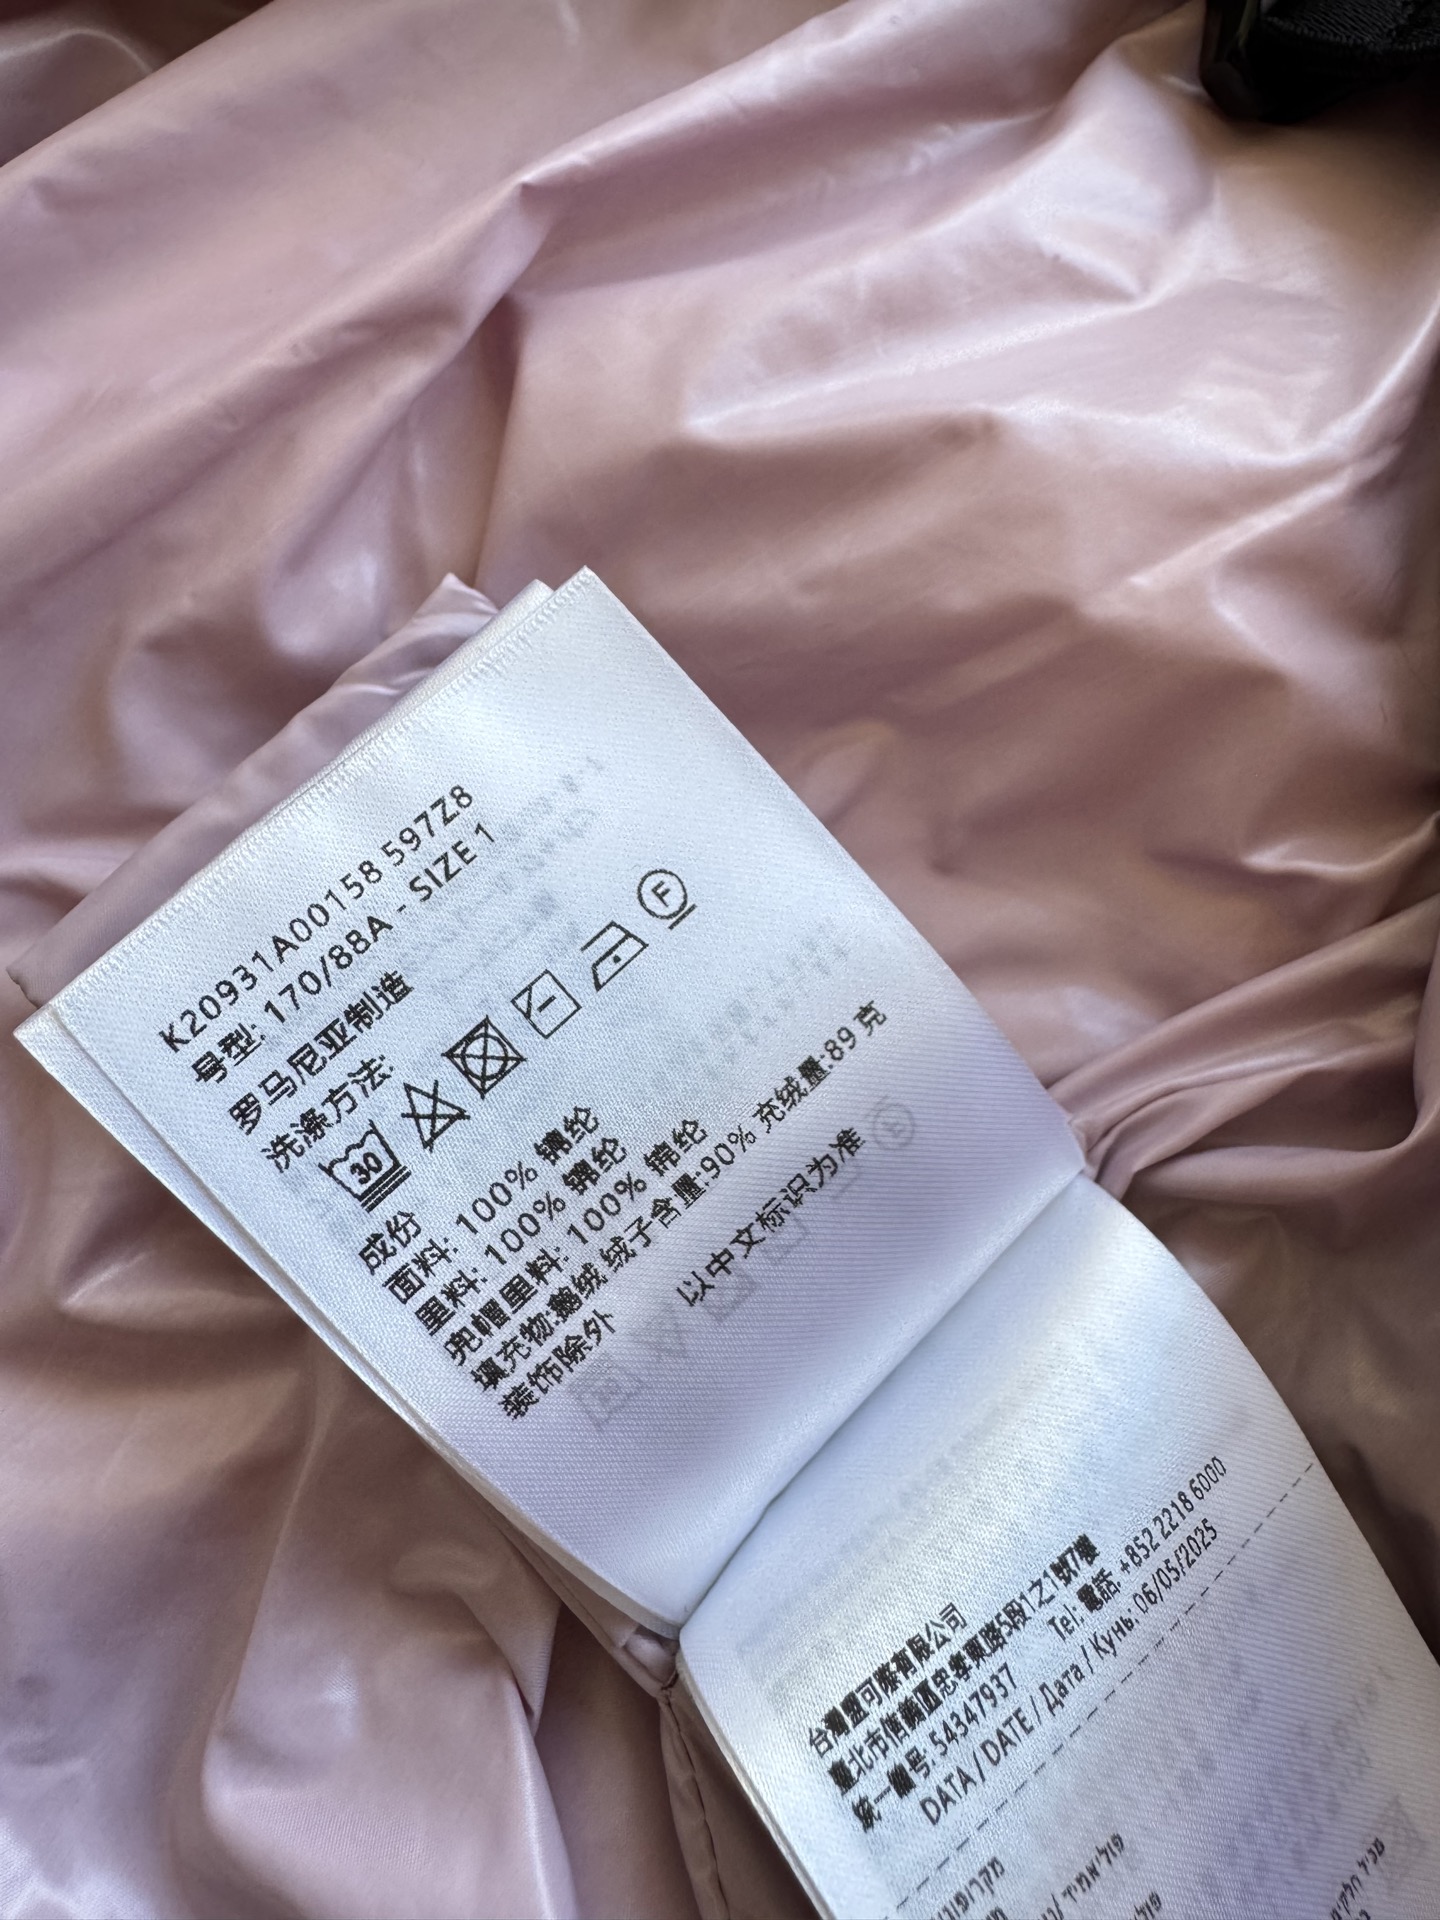 K20931A00158 597Z8
号型: 170/88A - SIZE 1
罗马尼亚制造
洗涤方法:
30
F
成份
面料: 100% 锦纶
里料: 100% 锦纶
兜帽里料: 100% 锦纶
填充物:鹅绒 绒子含量:90% 充绒量:89 克
装饰除外
以中文标识为准
台灣盟可睞有限公司
臺北市信義區忠孝東路5段1之1號7樓
統一編号: 54347937 Tel: 電話, +852 2218 6000
DATA / DATE / Дата / Күнь: 06/05/2025